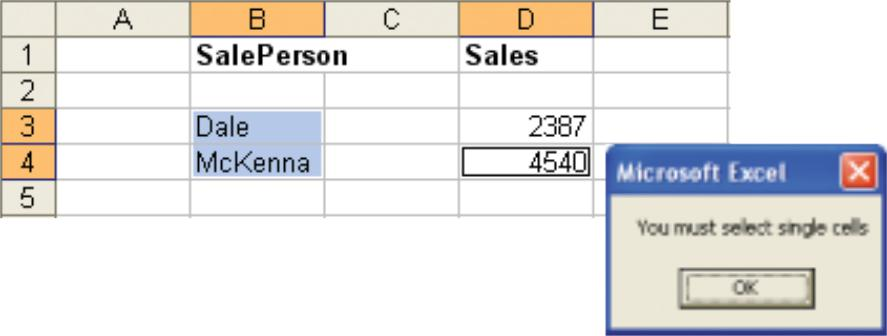 A B C D E
1 SalePerson Sales
2
3 Dale 2387
4 McKenna 4540
5
Microsoft Excel
You must select single cells
OK